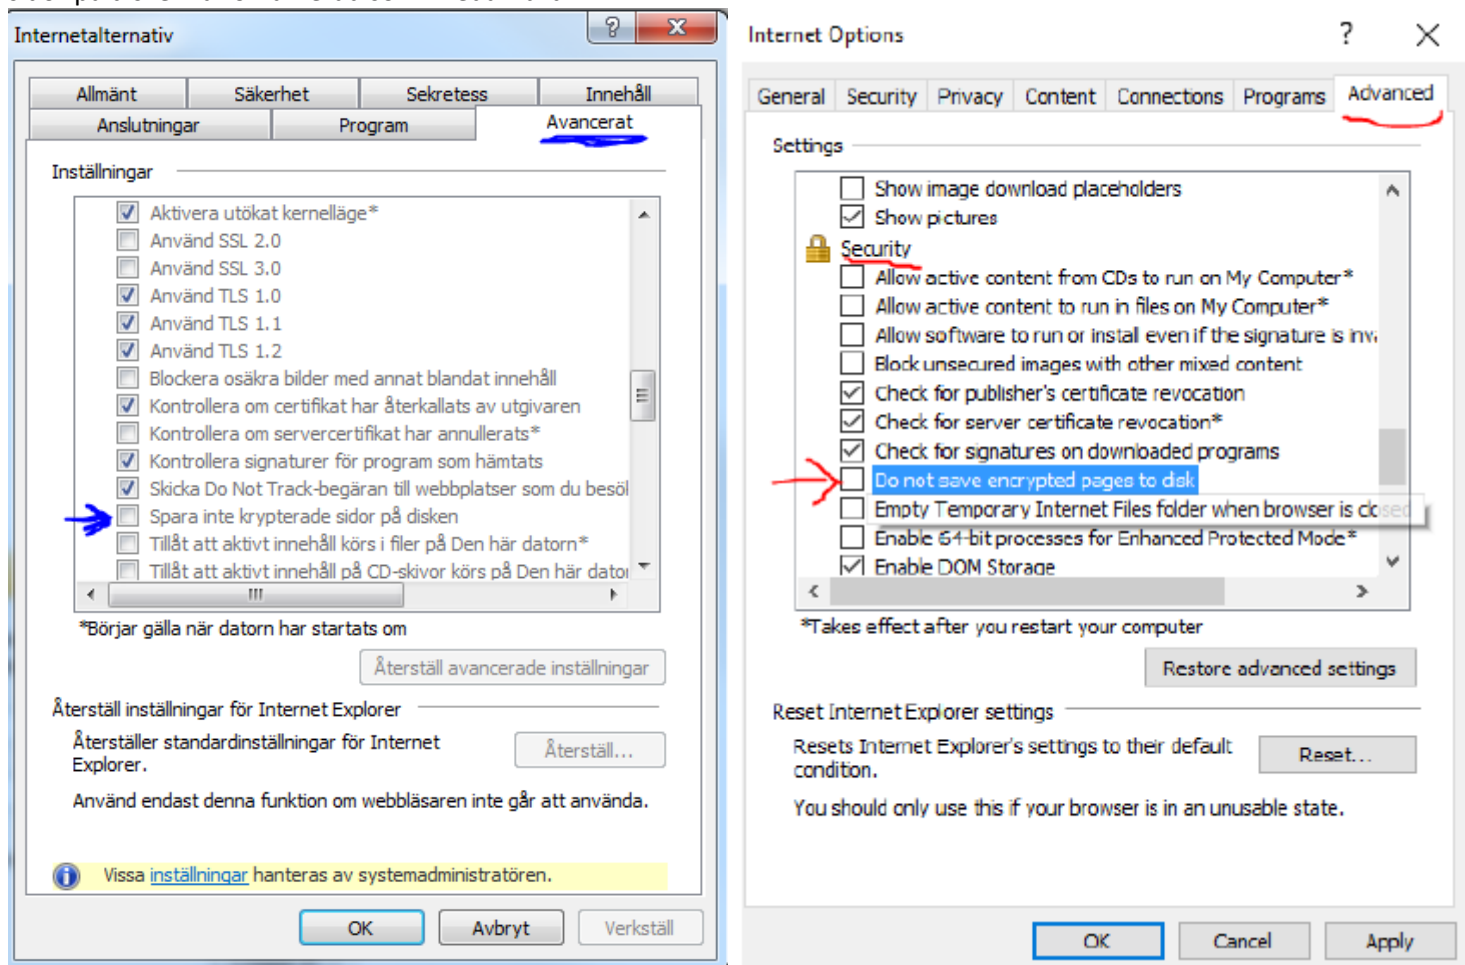 Internetalternativ
?
X
Allmänt
Säkerhet
Sekretess
Innehåll
Anslutningar
Program
Avancerat
Inställningar
Aktivera utökat kernelläge*
Använd SSL 2.0
Använd SSL 3.0
Använd TLS 1.0
Använd TLS 1.1
Använd TLS 1.2
Blockera osäkra bilder med annat blandat innehåll
Kontrollera om certifikat har återkallats av utgivaren
Kontrollera om servercertifikat har annullerats*
Kontrollera signaturer för program som hämtats
Skicka Do Not Track-begäran till webbplatser som du besöl
Spara inte krypterade sidor på disken
Tillåt att aktivt innehåll körs i filer på Den här datorn*
Tillåt att aktivt innehåll på CD-skivor körs på Den här dator
*Börjar gälla när datorn har startats om
Återställ avancerade inställningar
Återställ inställningar för Internet Explorer
Återställer standardinställningar för Internet
Explorer.
Återställ...
Använd endast denna funktion om webbläsaren inte går att använda.
Vissa inställningar hanteras av systemadministratören.
OK
Avbryt
Verkställ
Internet Options
?
X
General
Security
Privacy
Content
Connections
Programs
Advanced
Settings
Show image download placeholders
Show pictures
Security
Allow active content from CDs to run on My Computer*
Allow active content to run in files on My Computer*
Allow software to run or install even if the signature is inv
Block unsecured images with other mixed content
Check for publisher's certificate revocation
Check for server certificate revocation*
Check for signatures on downloaded programs
Do not save encrypted pages to disk
Empty Temporary Internet Files folder when browser is closed
Enable 64-bit processes for Enhanced Protected Mode*
Enable DOM Storage
*Takes effect after you restart your computer
Restore advanced settings
Reset Internet Explorer settings
Resets Internet Explorer's settings to their default
condition.
Reset...
You should only use this if your browser is in an unusable state.
OK
Cancel
Apply